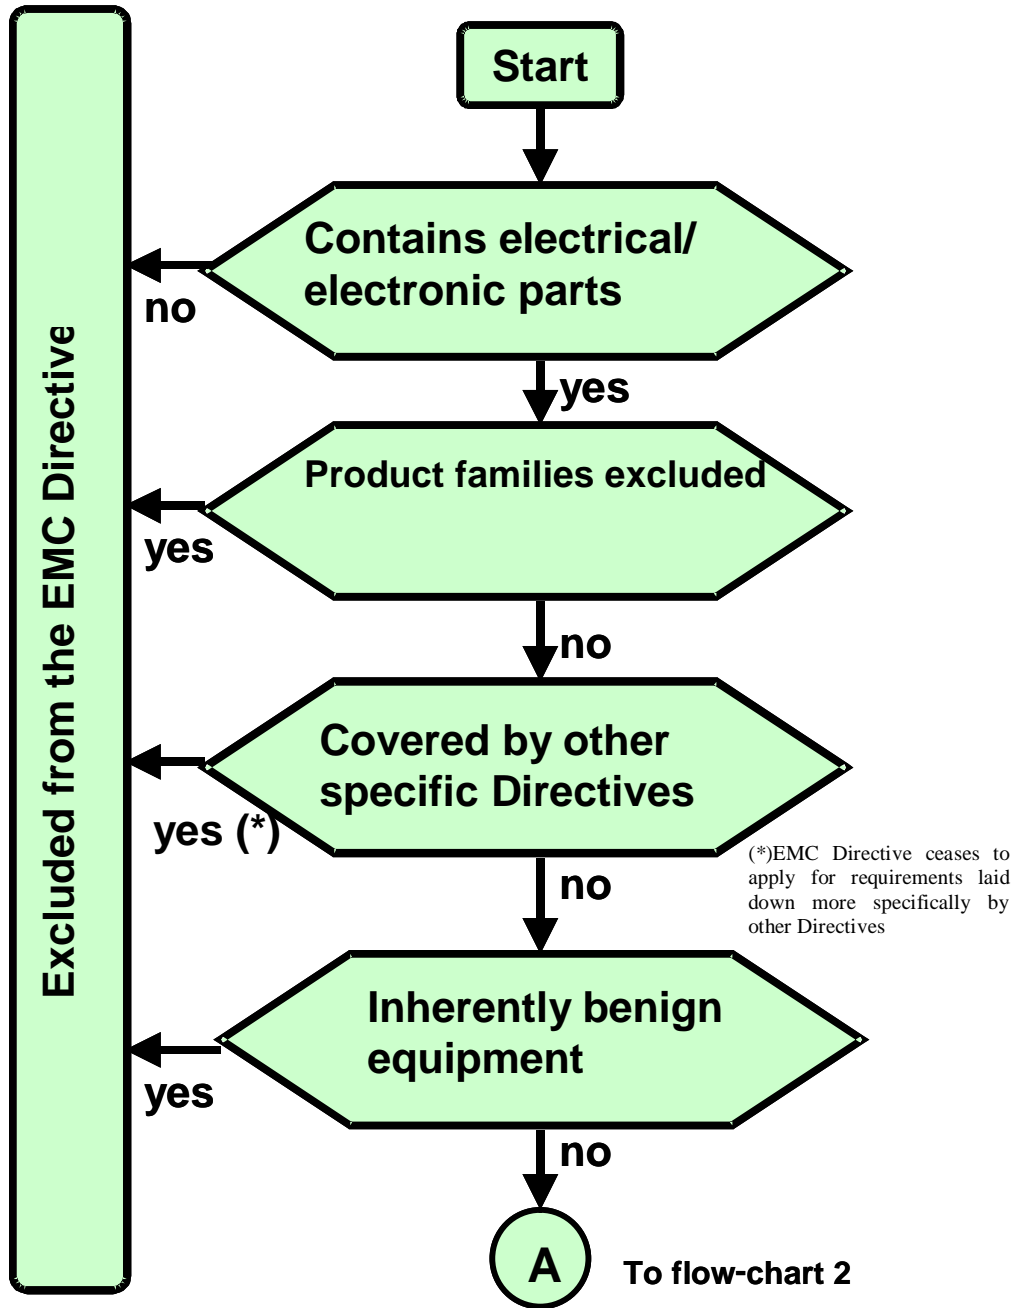 Start
Contains electrical/
electronic parts
no
yes
Product families excluded
yes
no
Covered by other
specific Directives
yes (*)
no
(*)EMC Directive ceases to
apply for requirements laid
down more specifically by
other Directives
Inherently benign
equipment
yes
no
A
To flow-chart 2
Excluded from the EMC Directive